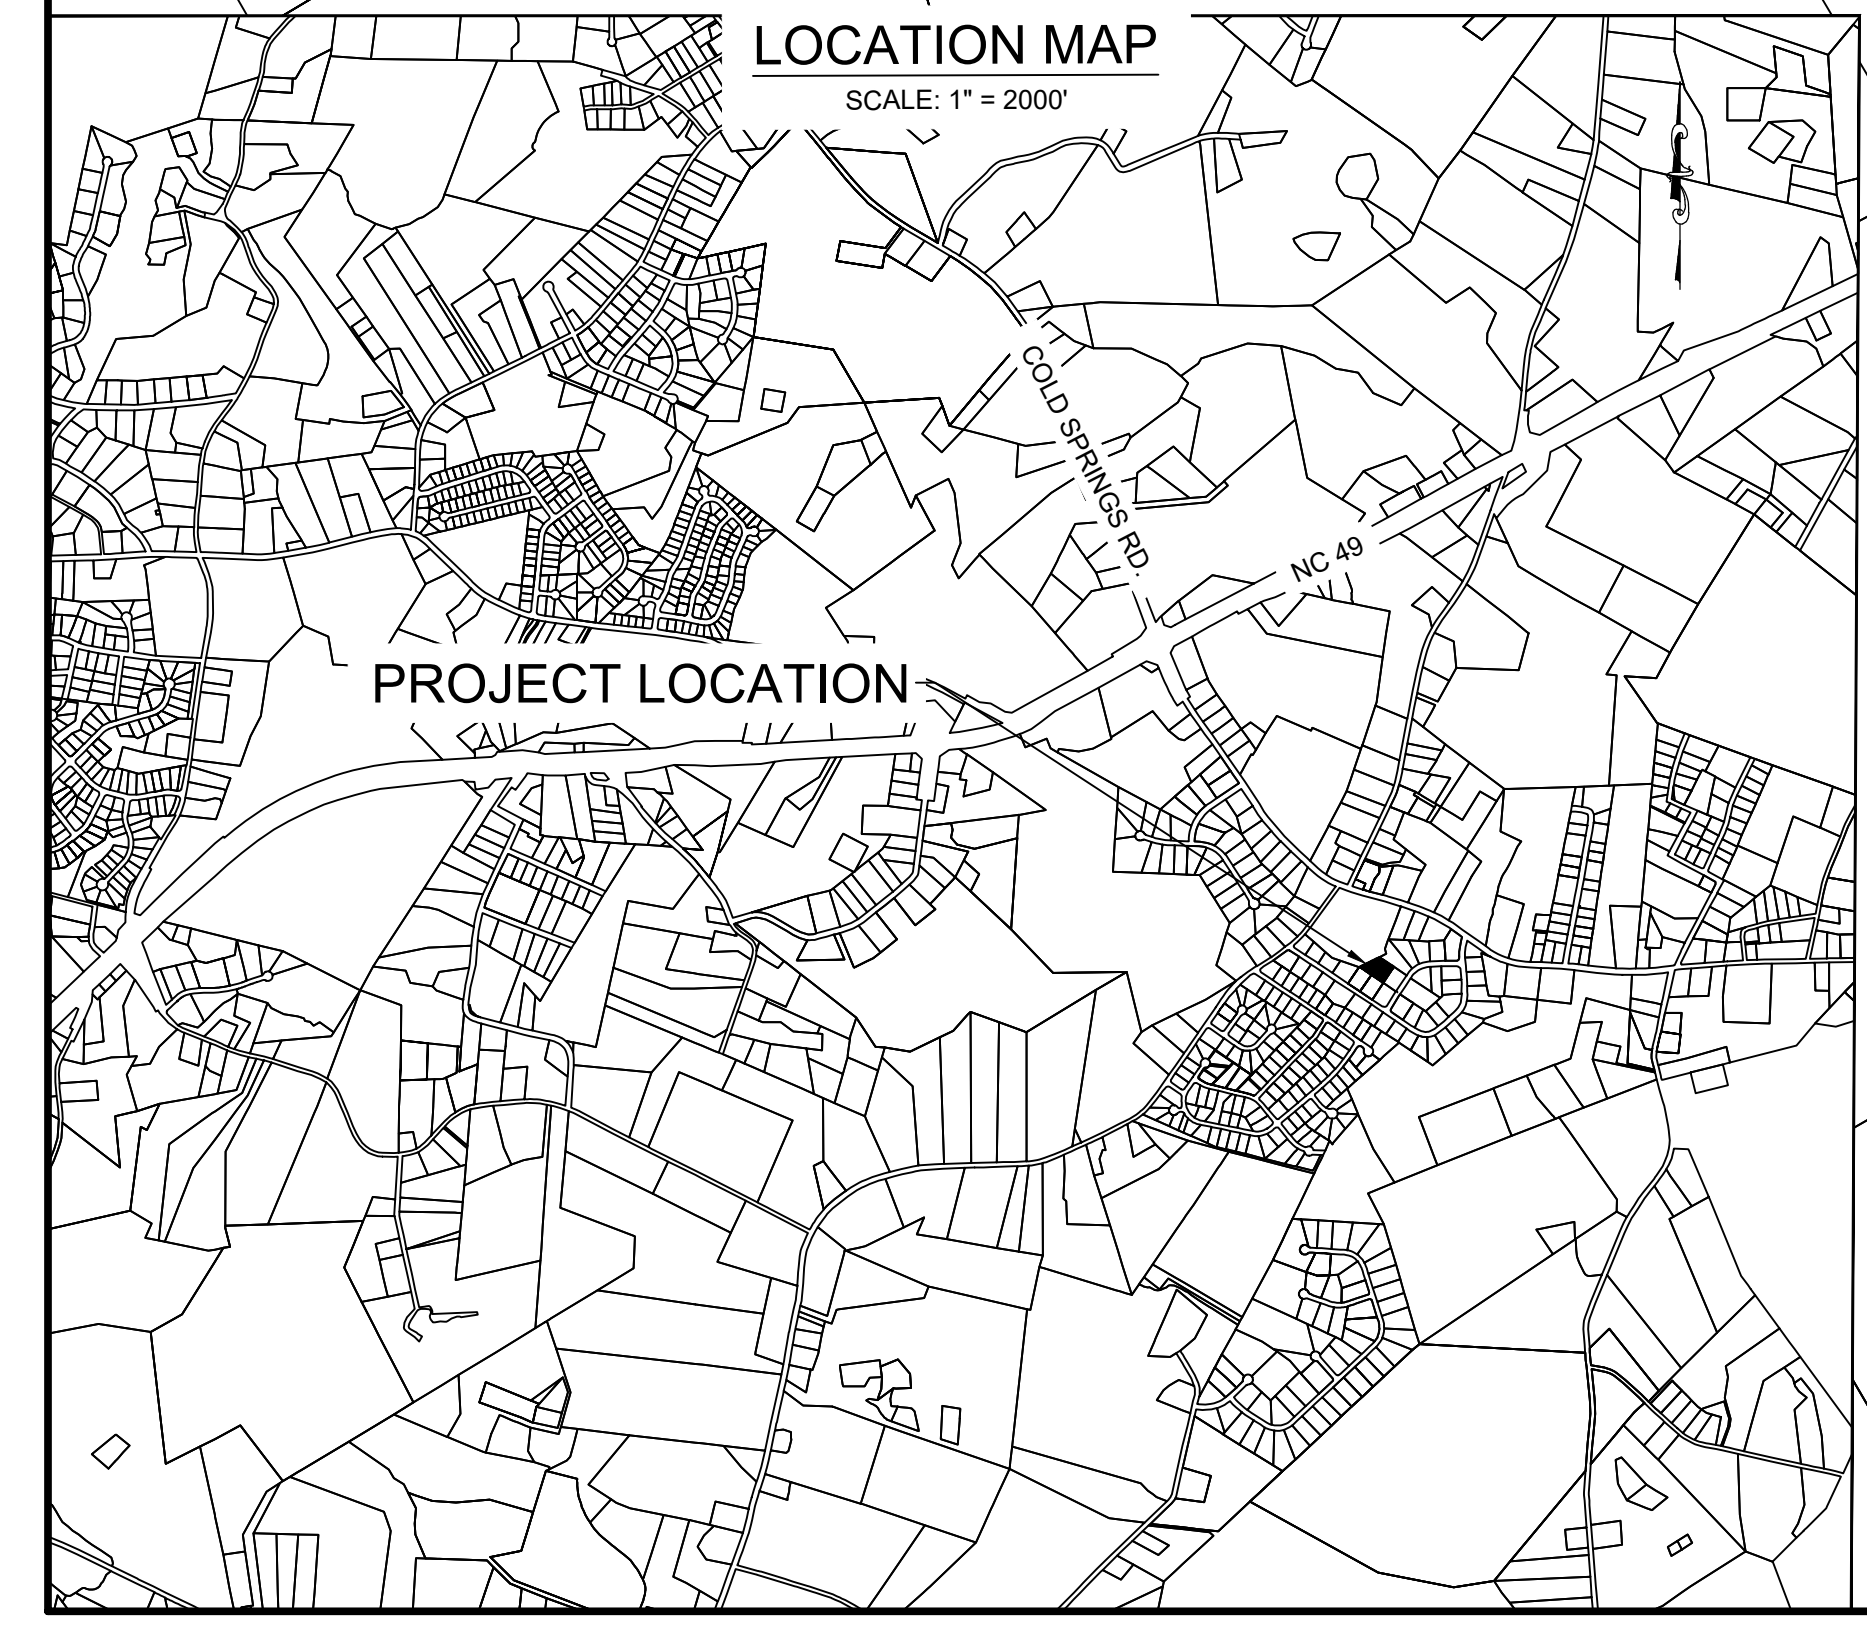 LOCATION MAP
SCALE: 1" = 2000'
COLD SPRINGS RD.
NC 49
PROJECT LOCATION